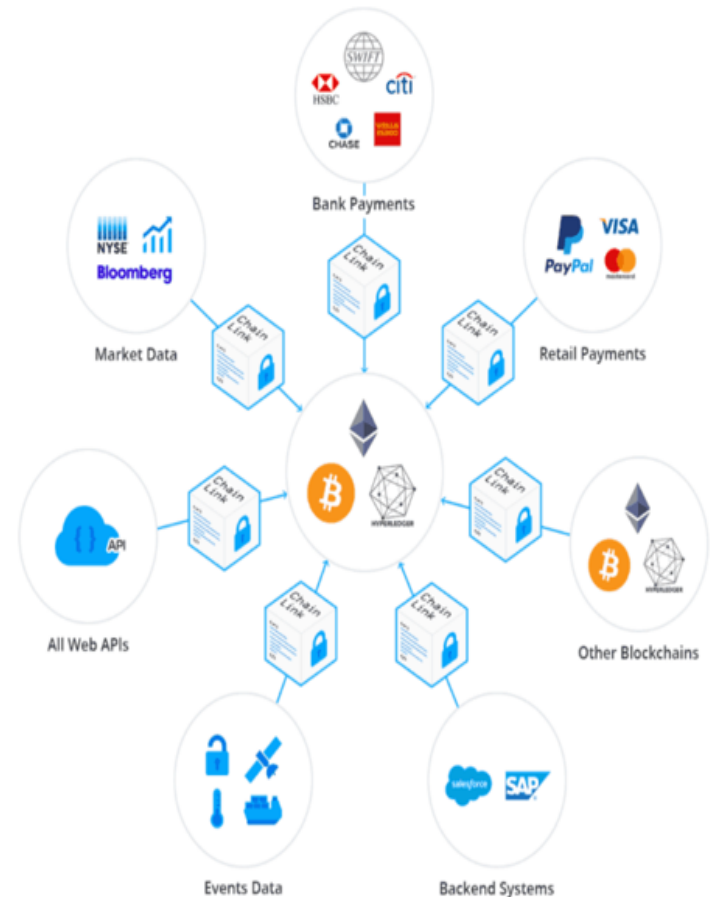 SWIFT
HSBC
citi
CHASE
WELLS
FARGO
Bank Payments
NYSE
Bloomberg
Market Data
PayPal
VISA
mastercard
Retail Payments
Chain
Link
Chain
Link
Chain
Link
HYPERLEDGER
API
All Web APIs
Chain
Link
Chain
Link
HYPERLEDGER
Other Blockchains
Chain
Link
Chain
Link
Events Data
salesforce
SAP
Backend Systems